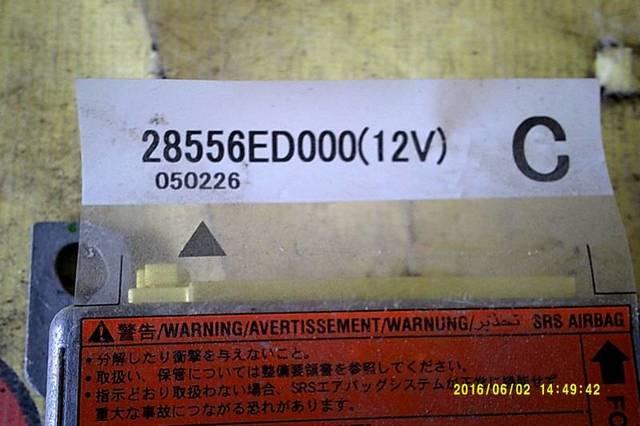 28556ED000(12V) C
050226
警告/WARNING/AVERTISSEMENT/WARNUNG/تحذير SRS AIRBAG
・分解したり衝撃を与えないこと。
・取扱い、保管については整備要領書を参照してください。
・指示どおり取扱わない場合、SRSエアバッグシステムが
重大な事故につながる恐れがあります。
2016/06/02 14:49:42